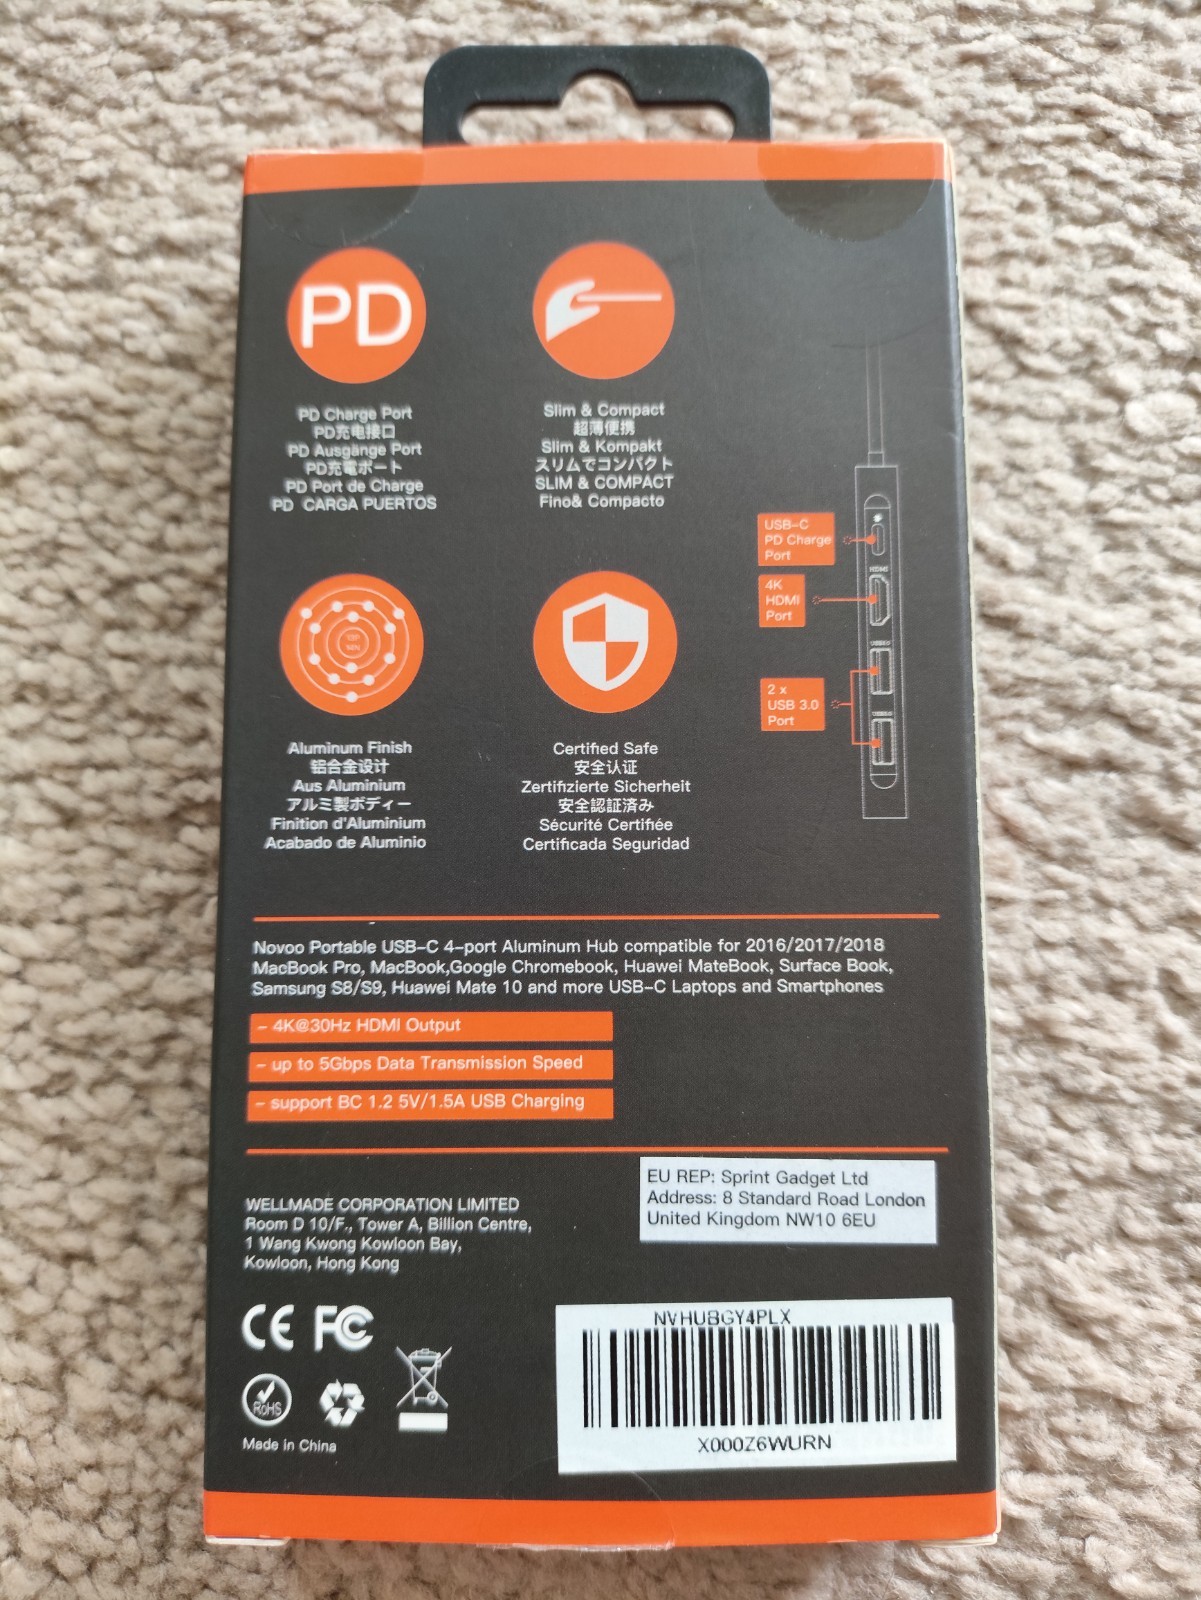 PD
PD Charge Port
PD充电接口
PD Ausgänge Port
PD充電ポート
PD Port de Charge
PD CARGA PUERTOS
Slim & Compact
超薄便携
Slim & Kompakt
スリムでコンパクト
SLIM & COMPACT
Fino& Compacto
Aluminum Finish
铝合金设计
Aus Aluminium
アルミ製ボディー
Finition d'Aluminium
Acabado de Aluminio
Certified Safe
安全认证
Zertifizierte Sicherheit
安全認証済み
Sécurité Certifiée
Certificada Seguridad
USB-C
PD Charge
Port
HDMI
4K
HDMI
Port
USB3.0
2 x
USB 3.0
Port
USB3.0
Novoo Portable USB-C 4-port Aluminum Hub compatible for 2016/2017/2018
MacBook Pro, MacBook,Google Chromebook, Huawei MateBook, Surface Book,
Samsung S8/S9, Huawei Mate 10 and more USB-C Laptops and Smartphones
- 4K@30Hz HDMI Output
- up to 5Gbps Data Transmission Speed
- support BC 1.2 5V/1.5A USB Charging
WELLMADE CORPORATION LIMITED
Room D 10/F., Tower A, Billion Centre,
1 Wang Kwong Kowloon Bay,
Kowloon, Hong Kong
EU REP: Sprint Gadget Ltd
Address: 8 Standard Road London
United Kingdom NW10 6EU
CE FC
RoHS
Made in China
NVHUBGY4PLX
X000Z6WURN